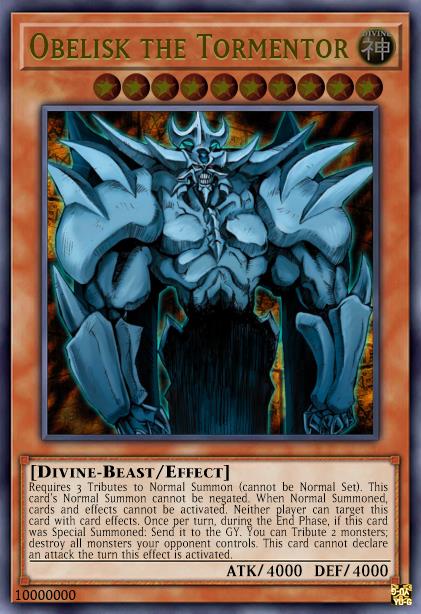 OBELISK THE TORMENTOR
DIVINE
神
[DIVINE-BEAST/EFFECT]
Requires 3 Tributes to Normal Summon (cannot be Normal Set). This
card's Normal Summon cannot be negated. When Normal Summoned,
cards and effects cannot be activated. Neither player can target this
card with card effects. Once per turn, during the End Phase, if this card
was Special Summoned: Send it to the GY. You can Tribute 2 monsters;
destroy all monsters your opponent controls. This card cannot declare
an attack the turn this effect is activated.
ATK/4000 DEF/4000
10000000